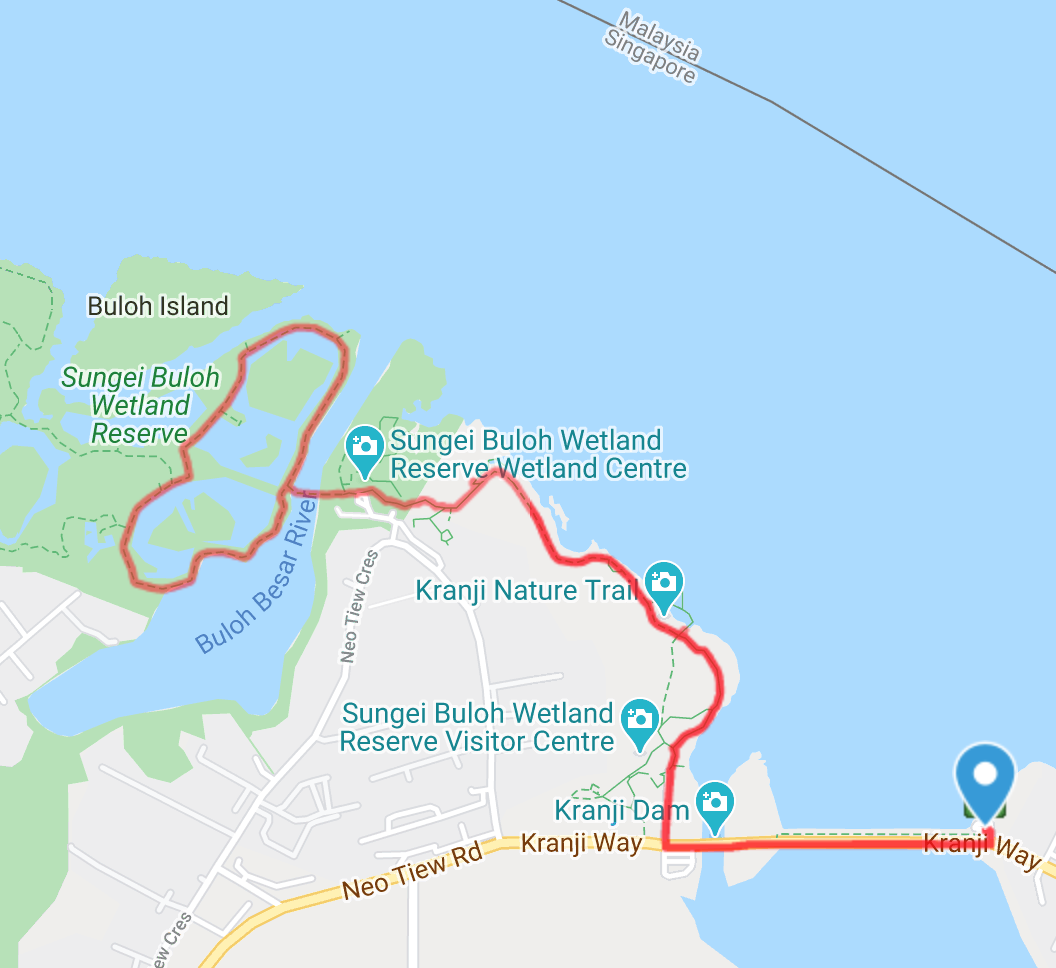 Malaysia
Singapore
Buloh Island
Sungei Buloh
Wetland
Reserve
Sungei Buloh Wetland
Reserve Wetland Centre
Buloh Besar River
Neo Tiew Cres
Kranji Nature Trail
Sungei Buloh Wetland
Reserve Visitor Centre
Kranji Dam
Kranji Way
Kranji Way
Neo Tiew Rd
ew Cres